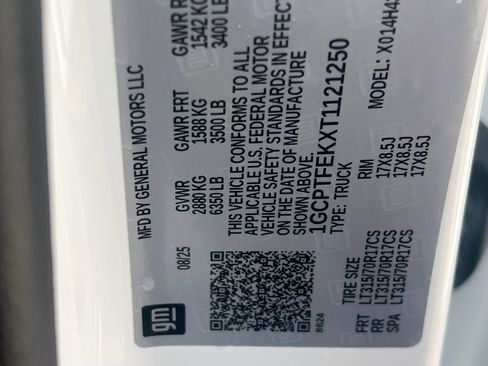 MFD BY GENERAL MOTORS LLC
08/25
GVWR
2880 KG
6350 LB
GAWR FRT
1588 KG
3500 LB
GAWR R
1542 KG
3400 LB
THIS VEHICLE CONFORMS TO ALL
APPLICABLE U.S. FEDERAL MOTOR
VEHICLE SAFETY STANDARDS IN EFFECT
ON THE DATE OF MANUFACTURE
SHOWN ABOVE.
1GCPTFEKXT1121250
TYPE: TRUCK
X014H4
TIRE SIZE
RIM
FRT LT315/70R17CS 17X8.5J
RR LT315/70R17CS 17X8.5J
SPA LT315/70R17CS 17X8.5J
8624
gm